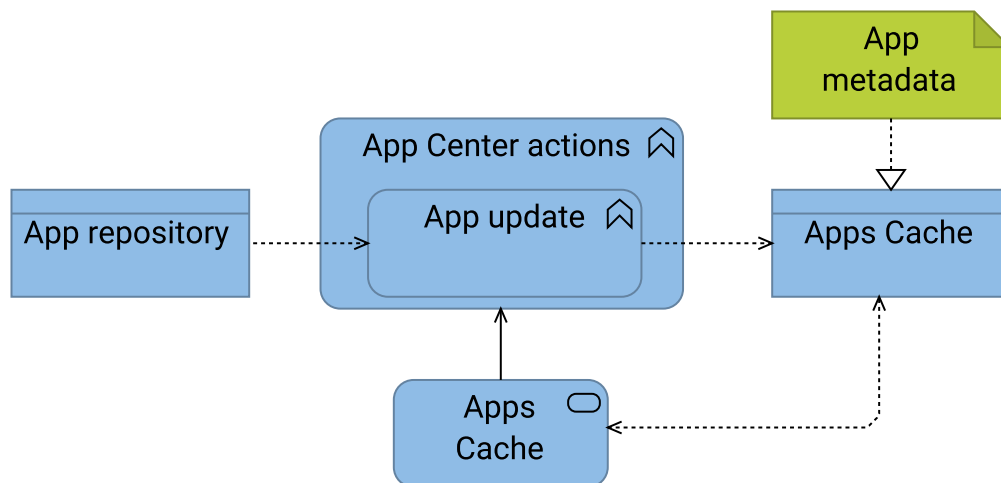 App
metadata
App Center actions
App update
App repository
Apps Cache
Apps
Cache